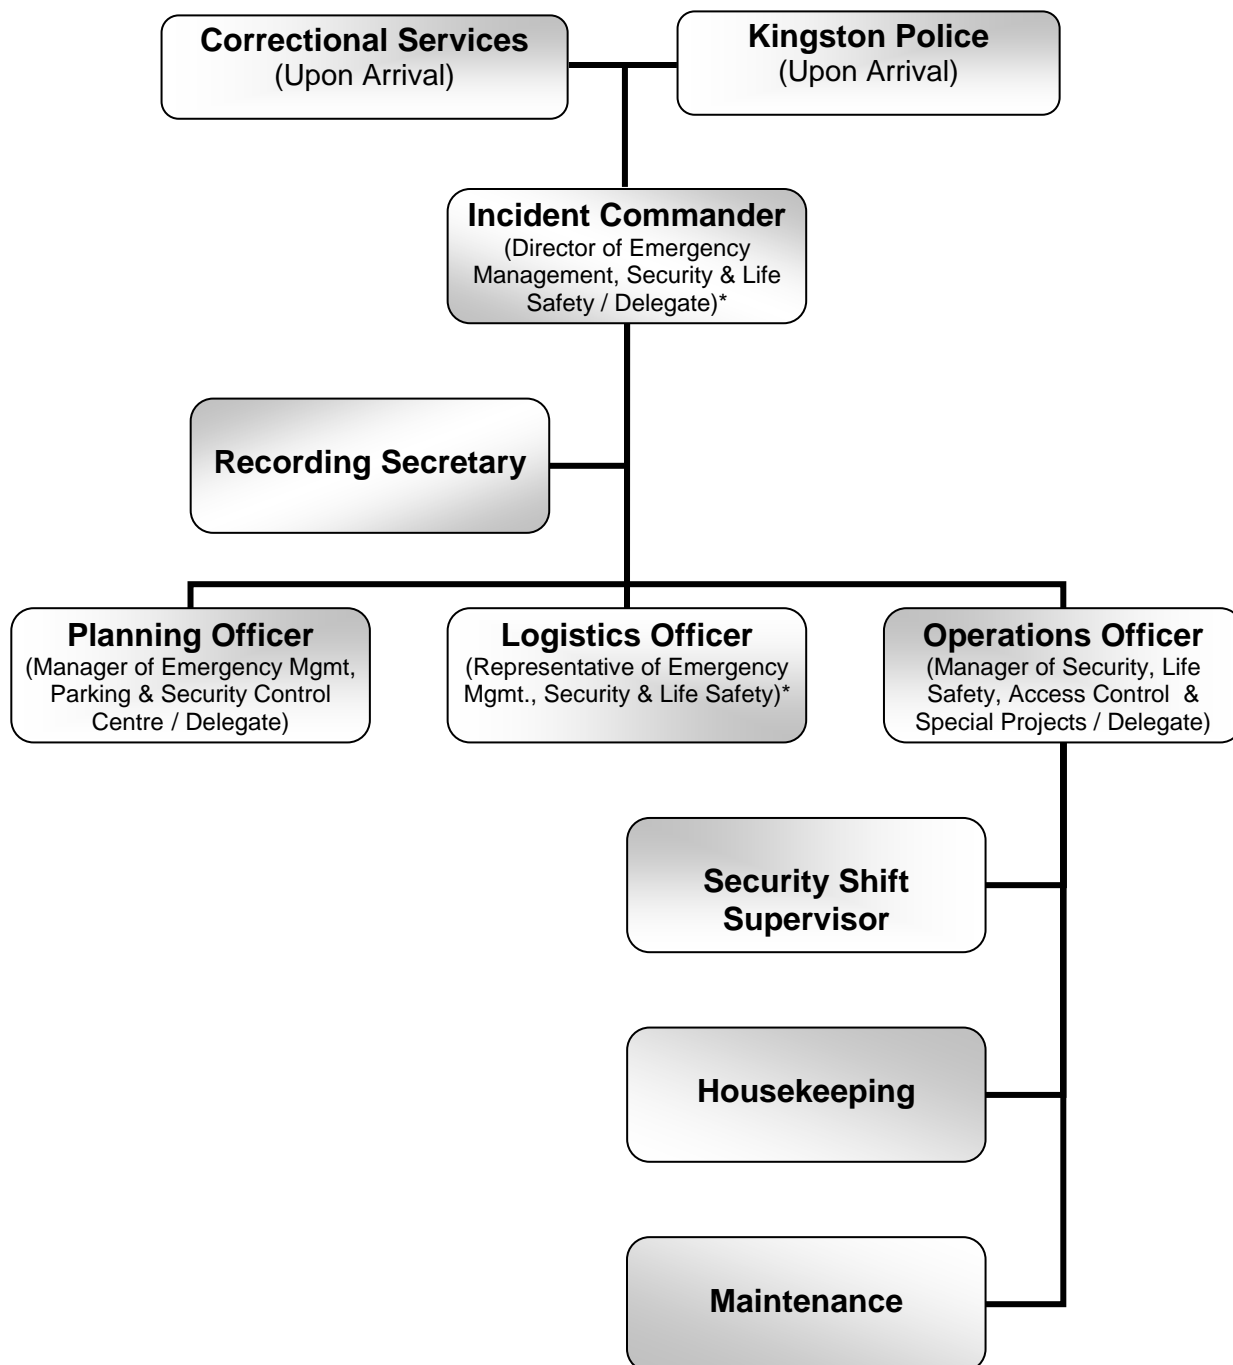 Correctional Services
(Upon Arrival)
Kingston Police
(Upon Arrival)
Incident Commander
(Director of Emergency
Management, Security & Life
Safety / Delegate)*
Recording Secretary
Planning Officer
(Manager of Emergency Mgmt,
Parking & Security Control
Centre / Delegate)
Logistics Officer
(Representative of Emergency
Mgmt., Security & Life Safety)*
Operations Officer
(Manager of Security, Life
Safety, Access Control &
Special Projects / Delegate)
Security Shift
Supervisor
Housekeeping
Maintenance